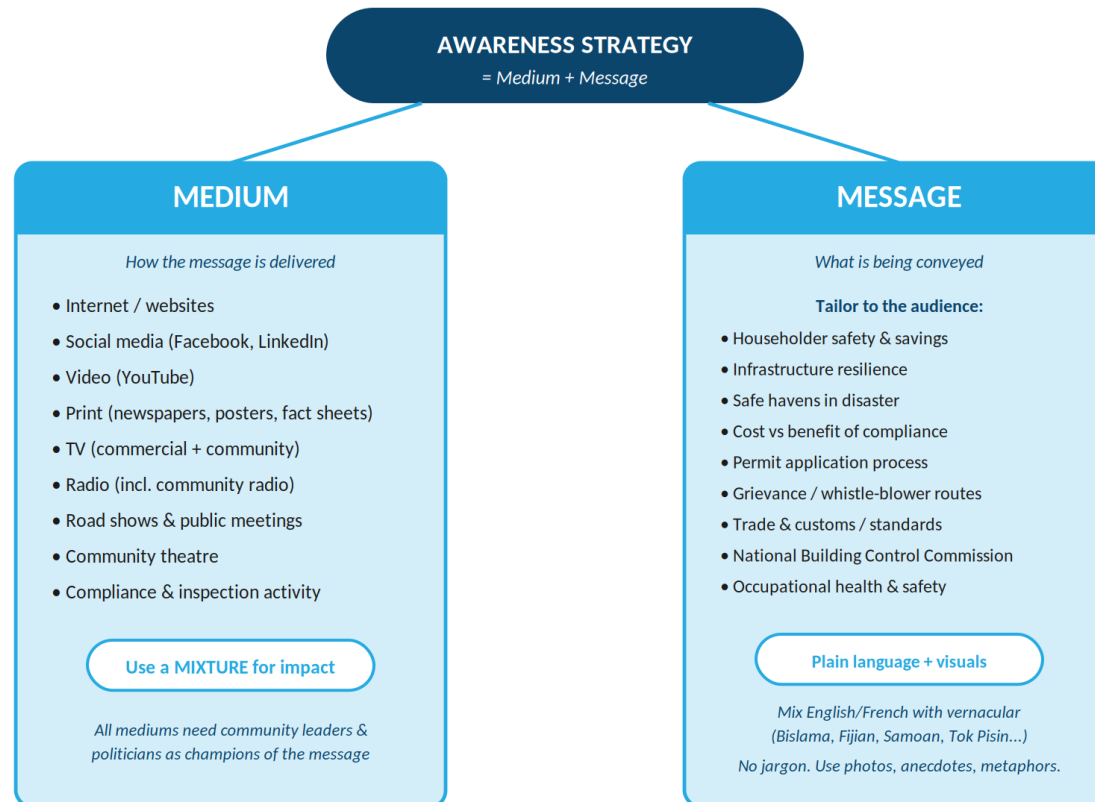 AWARENESS STRATEGY
= Medium + Message
MEDIUM
How the message is delivered
• Internet / websites
• Social media (Facebook, LinkedIn)
• Video (YouTube)
• Print (newspapers, posters, fact sheets)
• TV (commercial + community)
• Radio (incl. community radio)
• Road shows & public meetings
• Community theatre
• Compliance & inspection activity
Use a MIXTURE for impact
All mediums need community leaders &
politicians as champions of the message
MESSAGE
What is being conveyed
Tailor to the audience:
• Householder safety & savings
• Infrastructure resilience
• Safe havens in disaster
• Cost vs benefit of compliance
• Permit application process
• Grievance / whistle-blower routes
• Trade & customs / standards
• National Building Control Commission
• Occupational health & safety
Plain language + visuals
Mix English/French with vernacular
(Bislama, Fijian, Samoan, Tok Pisin...)
No jargon. Use photos, anecdotes, metaphors.